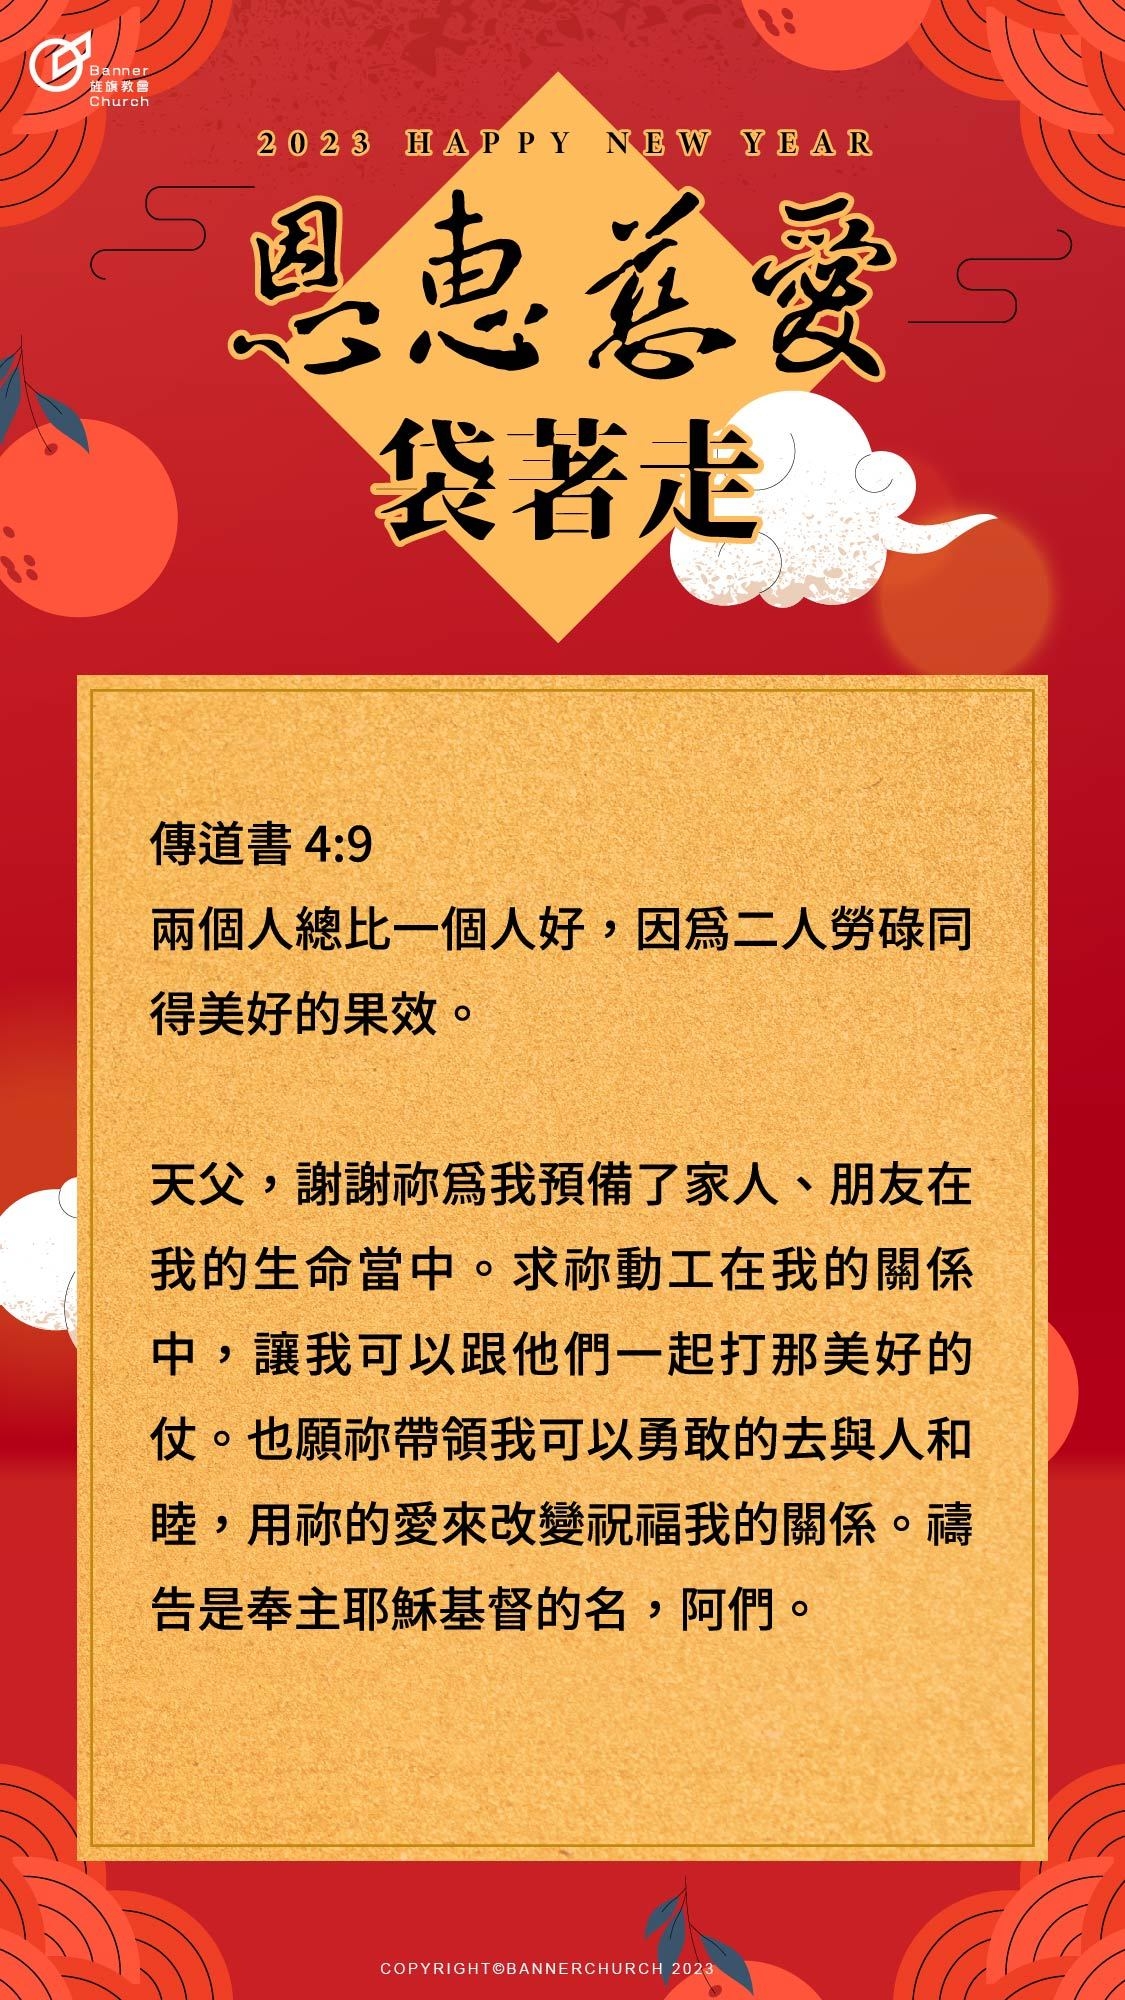 Banner
旌旗教會
Church
2023 HAPPY NEW YEAR
恩惠慈愛
袋著走
傳道書 4:9
兩個人總比一個人好，因爲二人勞碌同
得美好的果效。
天父，謝謝祢爲我預備了家人、朋友在
我的生命當中。求祢動工在我的關係
中，讓我可以跟他們一起打那美好的
仗。也願祢帶領我可以勇敢的去與人和
睦，用祢的愛來改變祝福我的關係。禱
告是奉主耶穌基督的名，阿們。
COPYRIGHT©BANNERCHURCH 2023